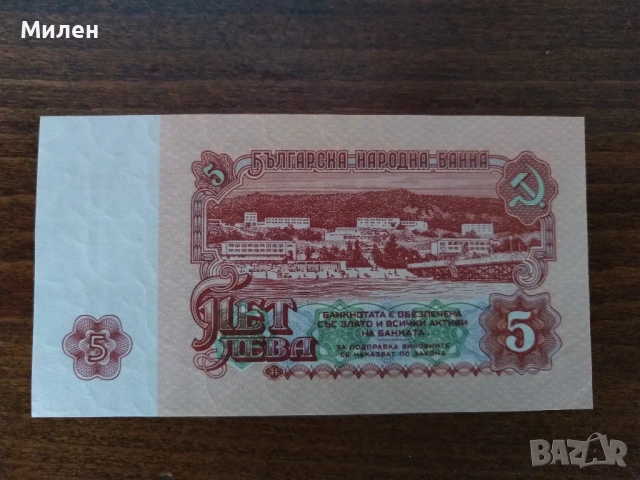 Милен
5 БЪЛГАРСКА НАРОДНА БАНКА
ПЕТ
ЛЕВА
БАНКНОТАТА Е ОБЕЗПЕЧЕНА
СЪС ЗЛАТО И ВСИЧКИ АКТИВИ
НА БАНКАТА
ЗА ПОДПРАВКА ВИНОВНИТЕ
СЕ НАКАЗВАТ ПО ЗАКОНА
5
5
BAZAR